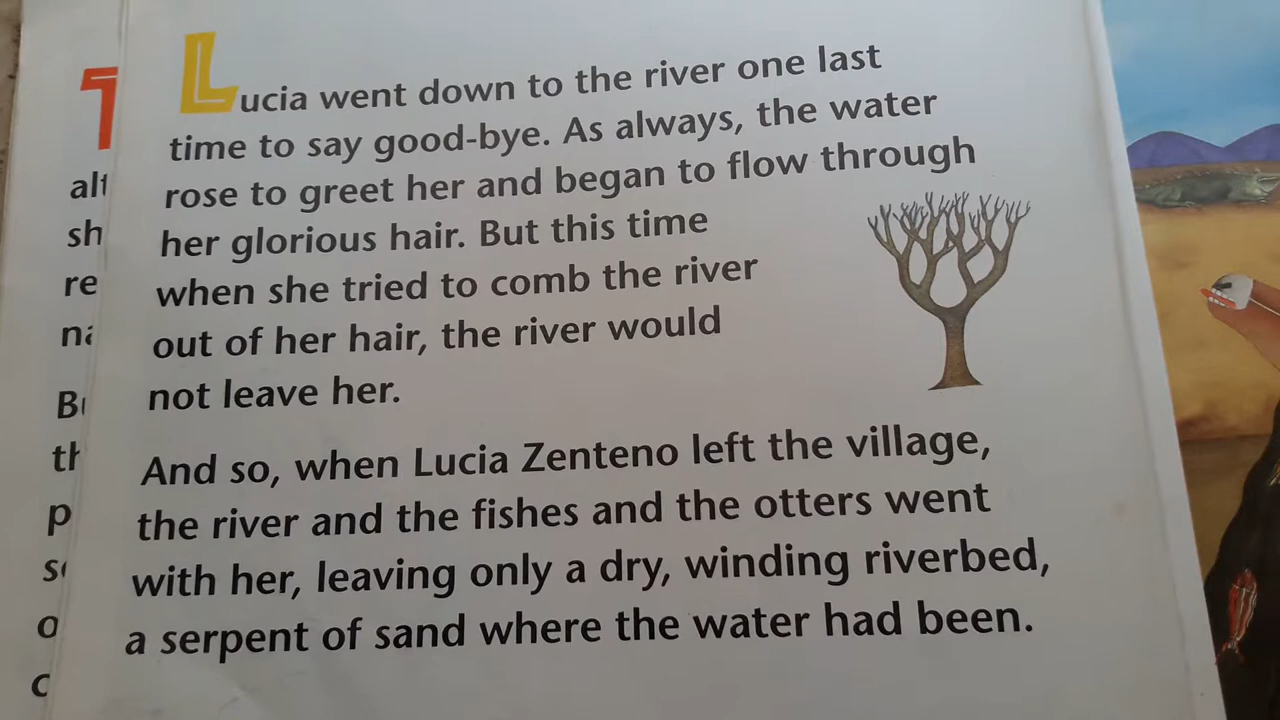 Lucia went down to the river one last
time to say good-bye. As always, the water
rose to greet her and began to flow through
her glorious hair. But this time
when she tried to comb the river
out of her hair, the river would
not leave her.
And so, when Lucia Zenteno left the village,
the river and the fishes and the otters went
with her, leaving only a dry, winding riverbed,
a serpent of sand where the water had been.